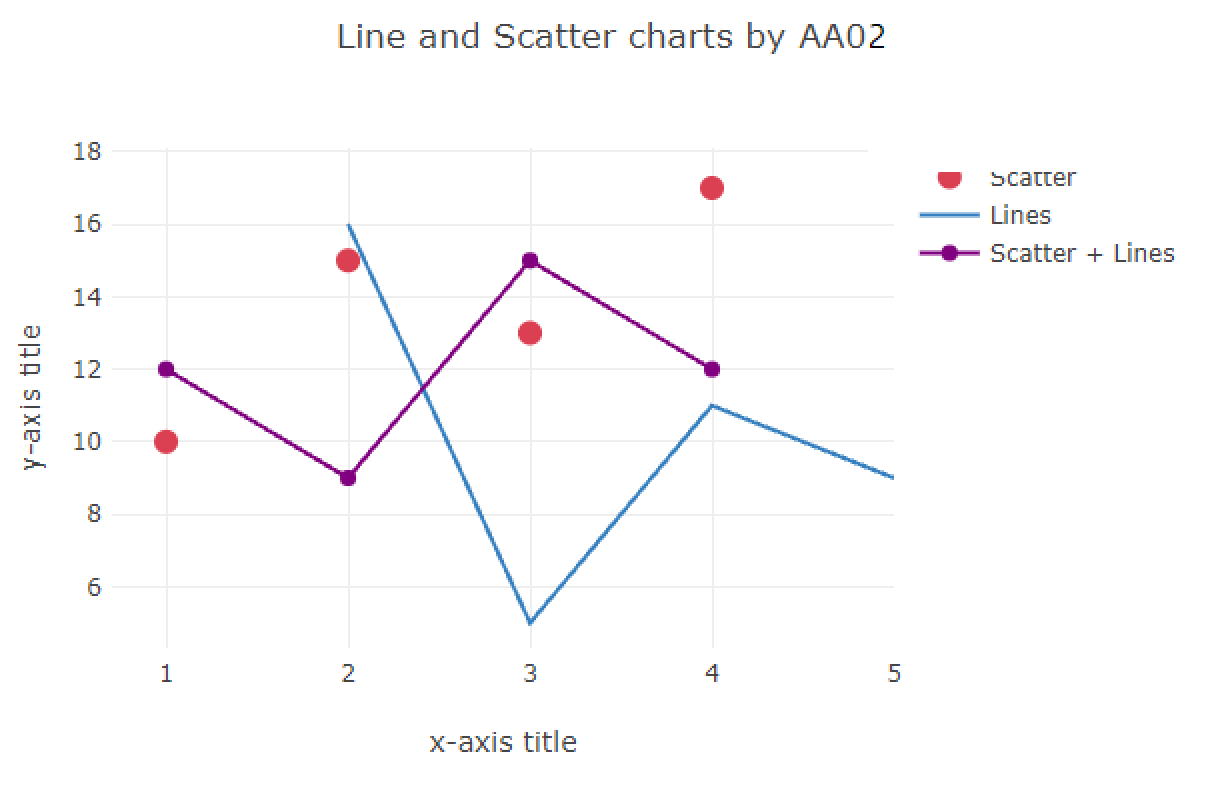 Line and Scatter charts by AA02
18
16
14
12
10
8
6
y-axis title
1 2 3 4 5
x-axis title
Scatter
Lines
Scatter + Lines